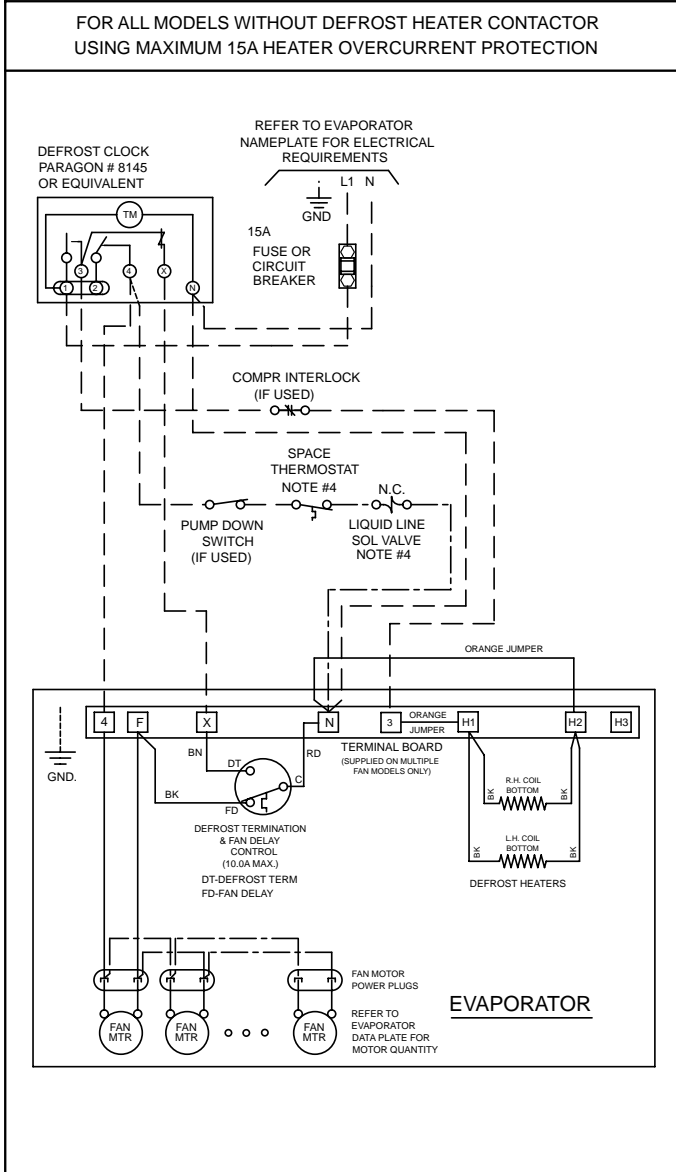 FOR ALL MODELS WITHOUT DEFROST HEATER CONTACTOR
USING MAXIMUM 15A HEATER OVERCURRENT PROTECTION
REFER TO EVAPORATOR
NAMEPLATE FOR ELECTRICAL
REQUIREMENTS
DEFROST CLOCK
PARAGON # 8145
OR EQUIVALENT
L1 N
GND
TM
15A
FUSE OR
CIRCUIT
BREAKER
3 4 X
1 2 N
COMPR INTERLOCK
(IF USED)
SPACE
THERMOSTAT
NOTE #4
N.C.
PUMP DOWN
SWITCH
(IF USED)
LIQUID LINE
SOL VALVE
NOTE #4
ORANGE JUMPER
4 F X N 3 H1 H2 H3
ORANGE
JUMPER
GND.
TERMINAL BOARD
(SUPPLIED ON MULTIPLE
FAN MODELS ONLY)
BN
RD
DT
C
BK
FD
DEFROST TERMINATION
& FAN DELAY
CONTROL
(10.0A MAX.)
DT-DEFROST TERM
FD-FAN DELAY
R.H. COIL
BOTTOM
BK BK
L.H. COIL
BOTTOM
BK BK
DEFROST HEATERS
FAN MOTOR
POWER PLUGS
EVAPORATOR
REFER TO
EVAPORATOR
DATA PLATE FOR
MOTOR QUANTITY
FAN
MTR
FAN
MTR
FAN
MTR